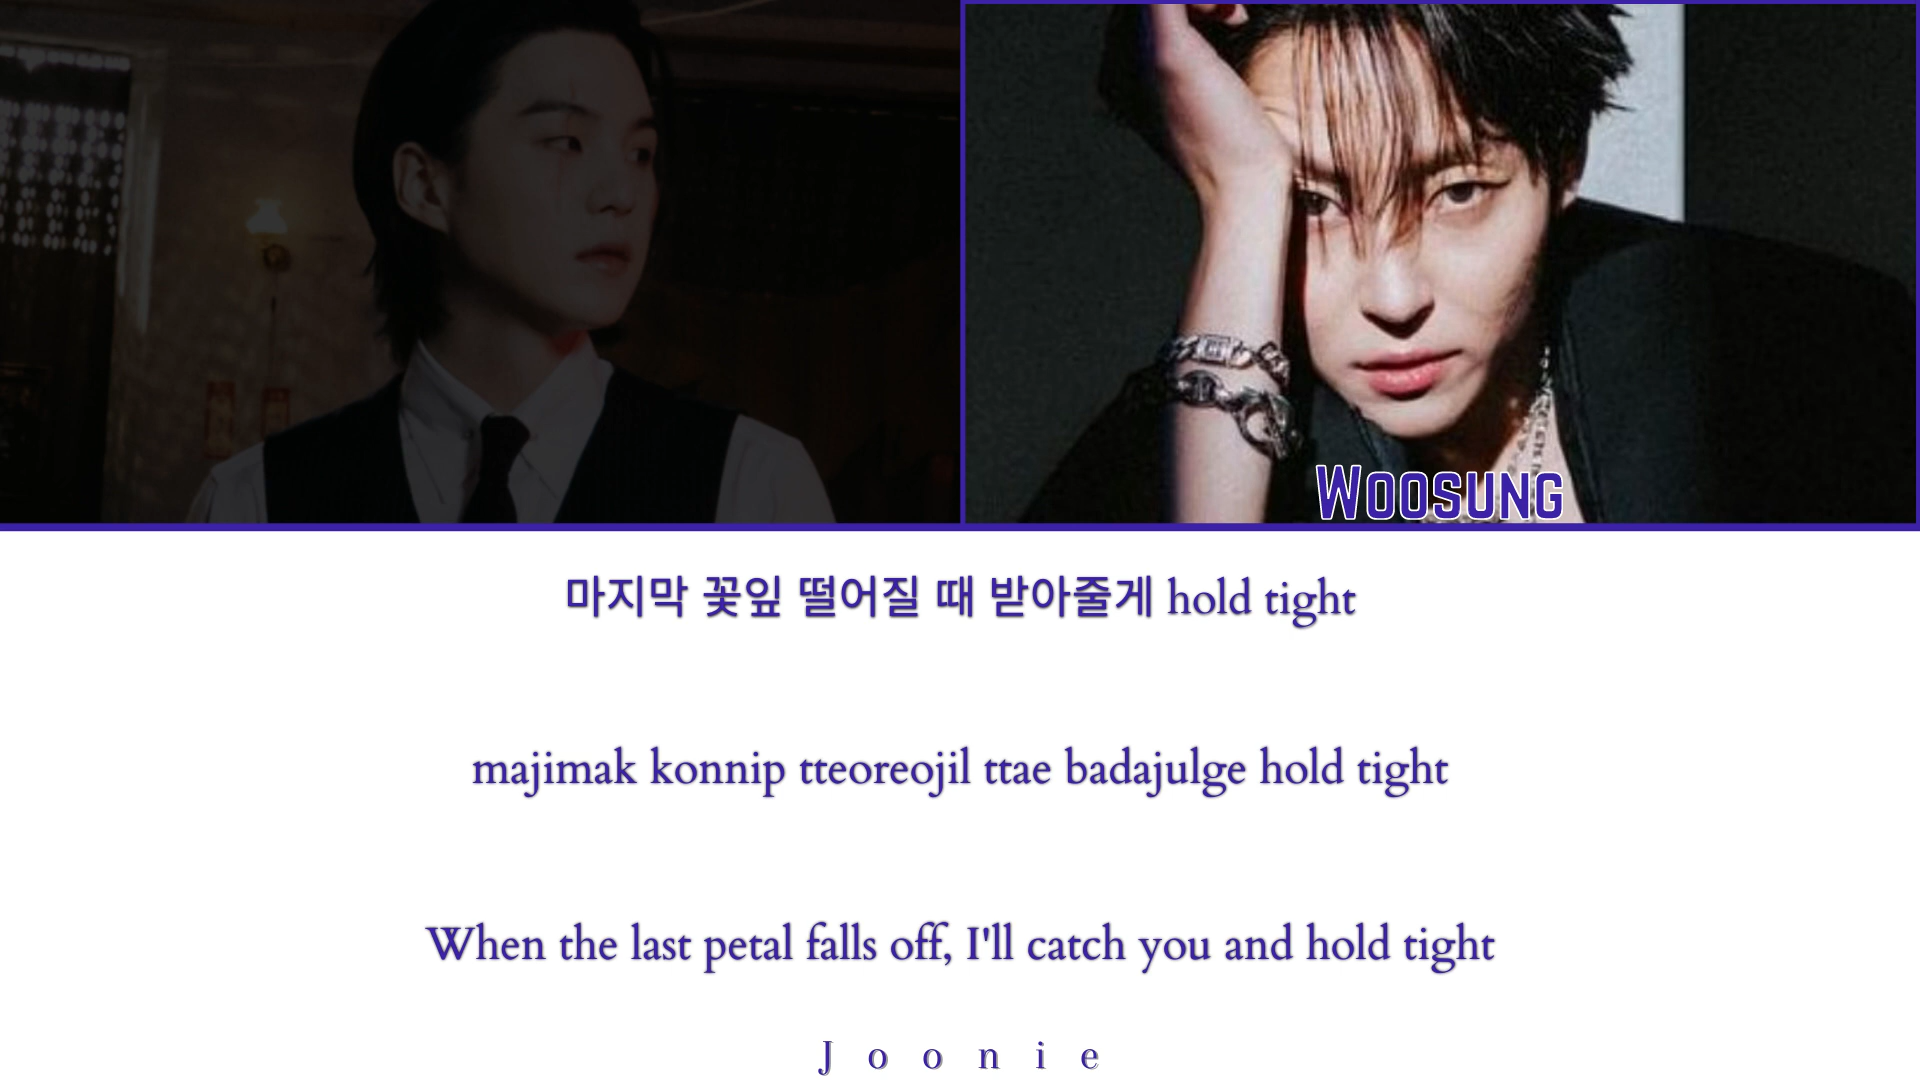 Woosung
마지막 꽃잎 떨어질 때 받아줄게 hold tight
majimak konnip tteoreojil ttae badajulge hold tight
When the last petal falls off, I'll catch you and hold tight
Joonie